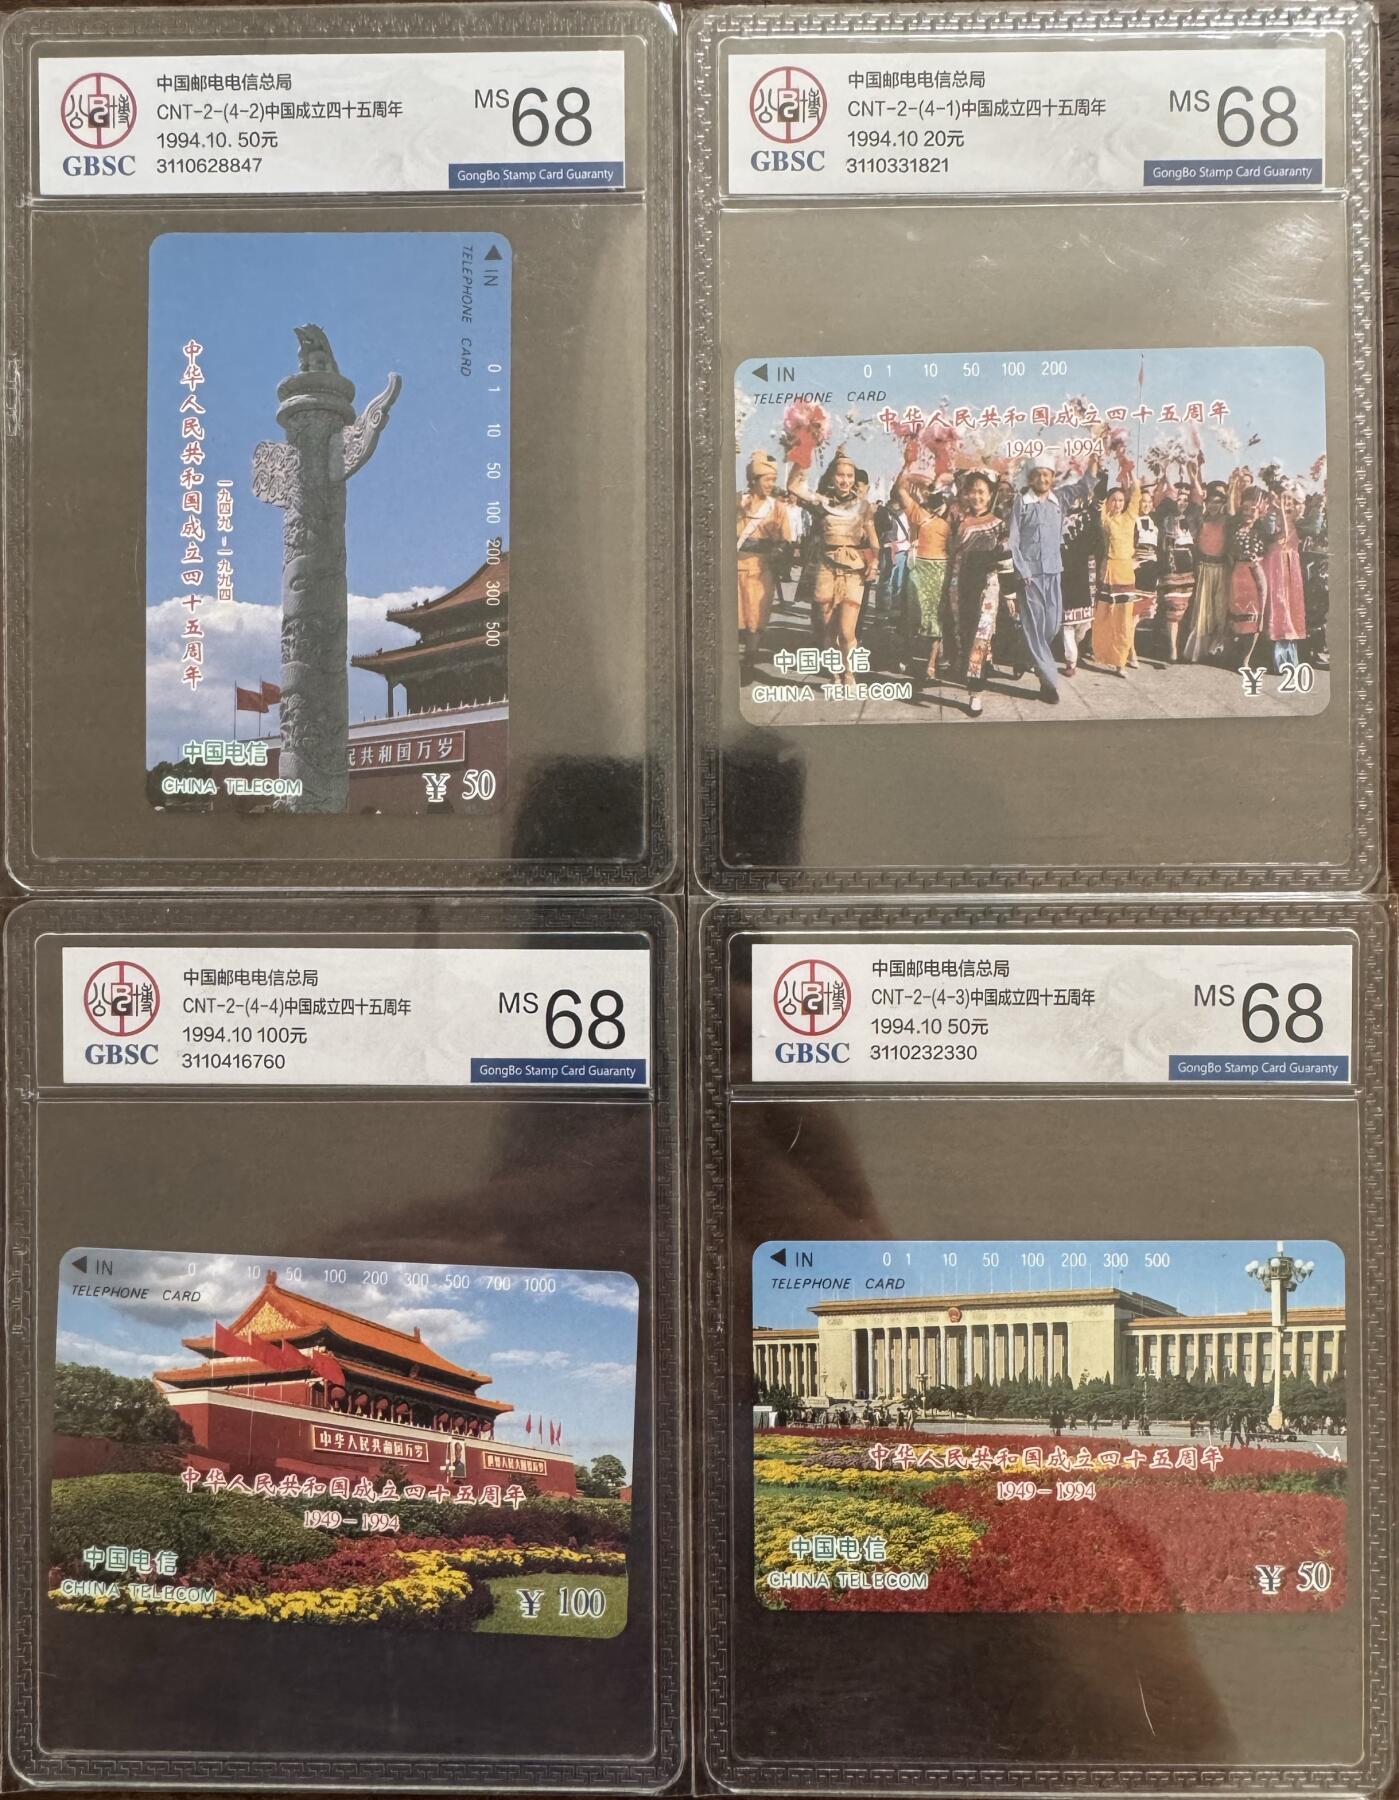 中国邮电电信总局
CNT-2-(4-2)中国成立四十五周年
1994.10. 50元
3110628847
GBSC
MS 68
GongBo Stamp Card Guaranty
IN
TELEPHONE CARD
0 1 10 50 100 200 300 500
中华人民共和国成立四十五周年
一九四九-一九九四
民共和国万岁
中国电信
CHINA TELECOM
¥ 50
中国邮电电信总局
CNT-2-(4-1)中国成立四十五周年
1994.10 20元
3110331821
GBSC
MS 68
GongBo Stamp Card Guaranty
IN
0 1 10 50 100 200
TELEPHONE CARD
中华人民共和国成立四十五周年
1949-1994
中国电信
CHINA TELECOM
¥ 20
中国邮电电信总局
CNT-2-(4-4)中国成立四十五周年
1994.10 100元
3110416760
GBSC
MS 68
GongBo Stamp Card Guaranty
IN
0 1 10 50 100 200 300 500 700 1000
TELEPHONE CARD
中华人民共和国万岁
世界人民大团结万岁
中华人民共和国成立四十五周年
1949-1994
中国电信
CHINA TELECOM
¥ 100
中国邮电电信总局
CNT-2-(4-3)中国成立四十五周年
1994.10 50元
3110232330
GBSC
MS 68
GongBo Stamp Card Guaranty
IN
0 1 10 50 100 200 300 500
TELEPHONE CARD
中华人民共和国成立四十五周年
1949-1994
中国电信
CHINA TELECOM
¥ 50